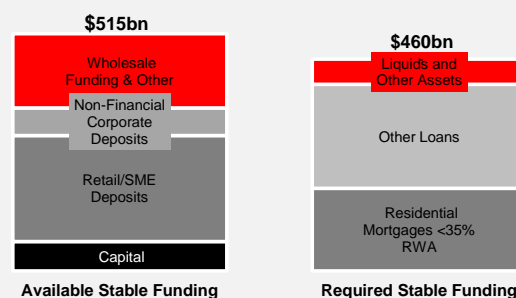 $515bn
Wholesale
Funding & Other
Non-Financial
Corporate
Deposits
Retail/SME
Deposits
Capital
Available Stable Funding
$460bn
Liquids and
Other Assets
Other Loans
Residential
Mortgages <35%
RWA
Required Stable Funding